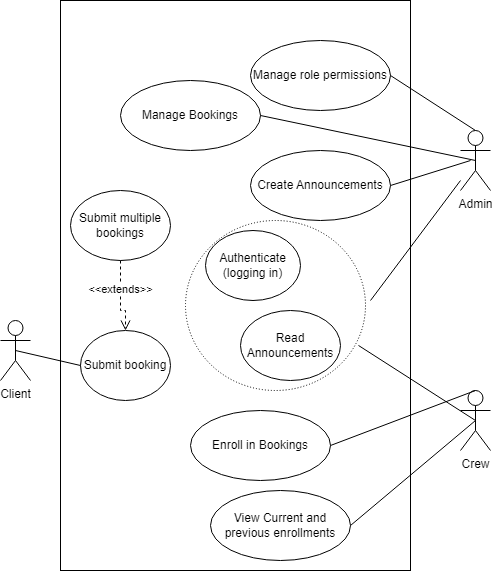 Manage role permissions
Manage Bookings
Admin
Create Announcements
Submit multiple
bookings
Authenticate
(logging in)
<<extends>>
Read
Announcements
Submit booking
Client
Enroll in Bookings
Crew
View Current and
previous enrollments